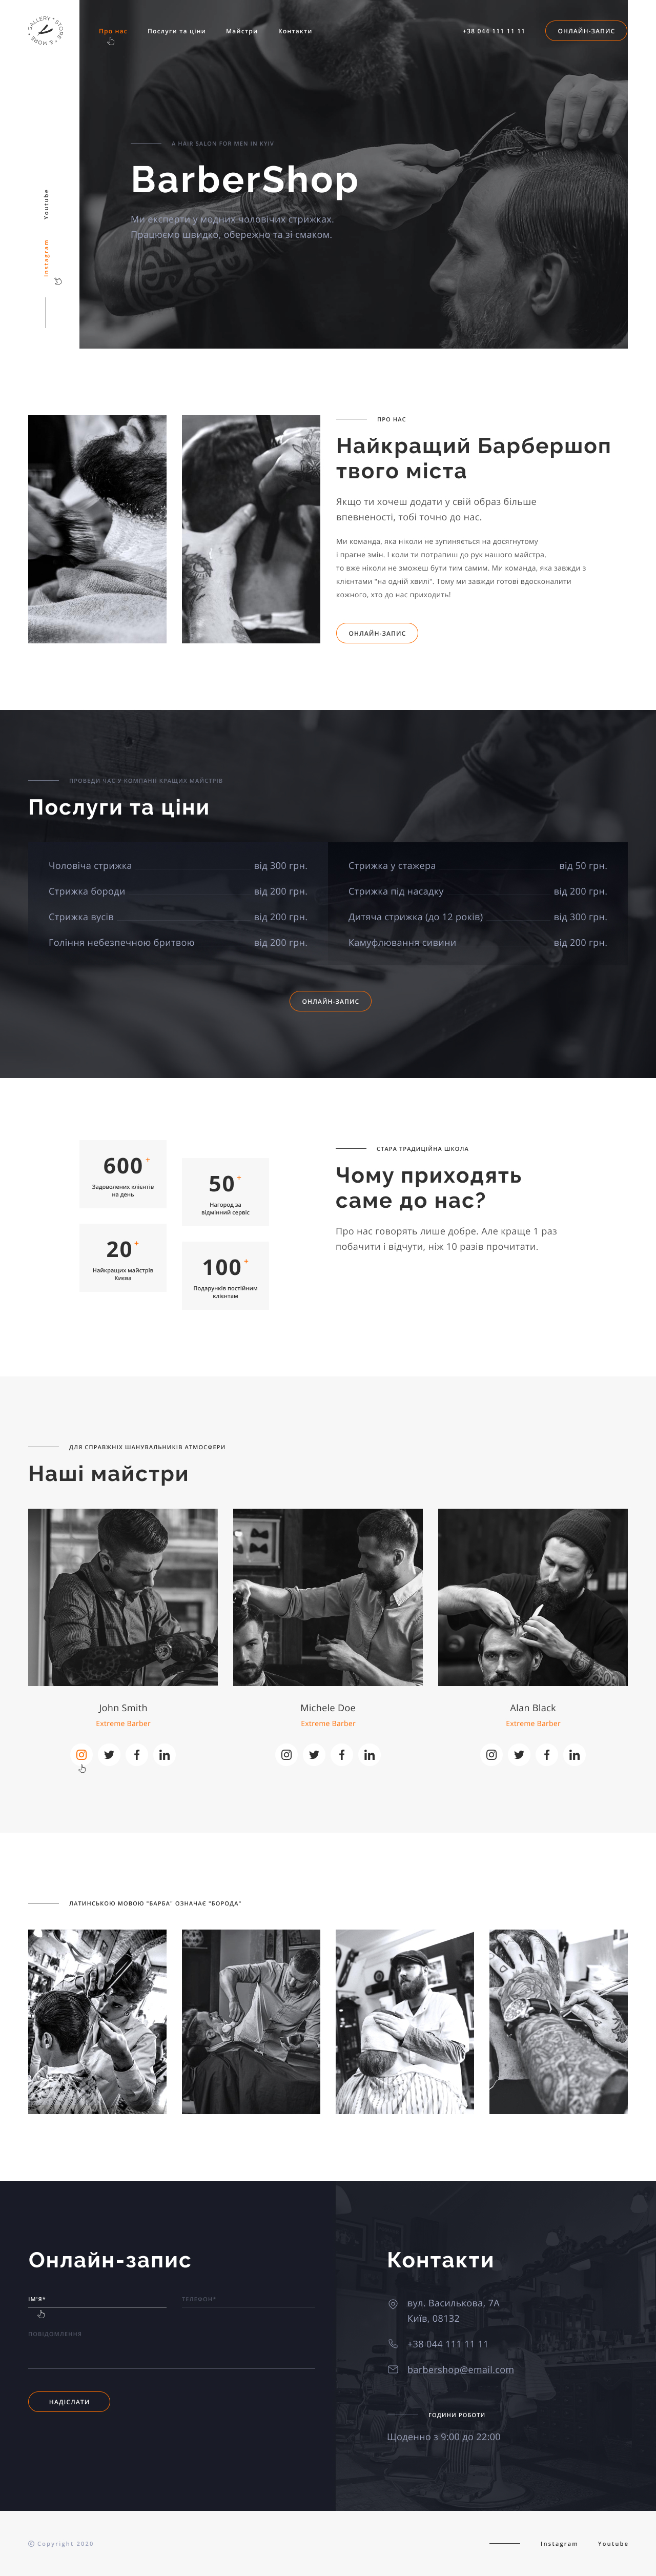 GALLERY * STORE * & MORE *
Про нас
Послуги та ціни
Майстри
Контакти
+38 044 111 11 11
ОНЛАЙН-ЗАПИС
Youtube
Instagram
A HAIR SALON FOR MEN IN KYIV
BarberShop
Ми експерти у модних чоловічих стрижках.
Працюємо швидко, обережно та зі смаком.
ПРО НАС
Найкращий Барбершоп
твого міста
Якщо ти хочеш додати у свій образ більше
впевненості, тобі точно до нас.
Ми команда, яка ніколи не зупиняється на досягнутому
і прагне змін. І коли ти потрапиш до рук нашого майстра,
то вже ніколи не зможеш бути тим самим. Ми команда, яка завжди з
клієнтами "на одній хвилі". Тому ми завжди готові вдосконалити
кожного, хто до нас приходить!
ОНЛАЙН-ЗАПИС
ПРОВЕДИ ЧАС У КОМПАНІЇ КРАЩИХ МАЙСТРІВ
Послуги та ціни
Чоловіча стрижка від 300 грн.
Стрижка бороди від 200 грн.
Стрижка вусів від 200 грн.
Гоління небезпечною бритвою від 200 грн.
Стрижка у стажера від 50 грн.
Стрижка під насадку від 200 грн.
Дитяча стрижка (до 12 років) від 300 грн.
Камуфлювання сивини від 200 грн.
ОНЛАЙН-ЗАПИС
600 +
Задоволених клієнтів
на день
50 +
Нагород за
відмінний сервіс
20 +
Найкращих майстрів
Києва
100 +
Подарунків постійним
клієнтам
СТАРА ТРАДИЦІЙНА ШКОЛА
Чому приходять
саме до нас?
Про нас говорять лише добре. Але краще 1 раз
побачити і відчути, ніж 10 разів прочитати.
ДЛЯ СПРАВЖНІХ ШАНУВАЛЬНИКІВ АТМОСФЕРИ
Наші майстри
John Smith
Extreme Barber
Michele Doe
Extreme Barber
Alan Black
Extreme Barber
ЛАТИНСЬКОЮ МОВОЮ "БАРБА" ОЗНАЧАЄ "БОРОДА"
Онлайн-запис
ІМ'Я*
ТЕЛЕФОН*
ПОВІДОМЛЕННЯ
НАДІСЛАТИ
Контакти
вул. Василькова, 7А
Київ, 08132
+38 044 111 11 11
barbershop@email.com
ГОДИНИ РОБОТИ
Щоденно з 9:00 до 22:00
© Copyright 2020
Instagram
Youtube